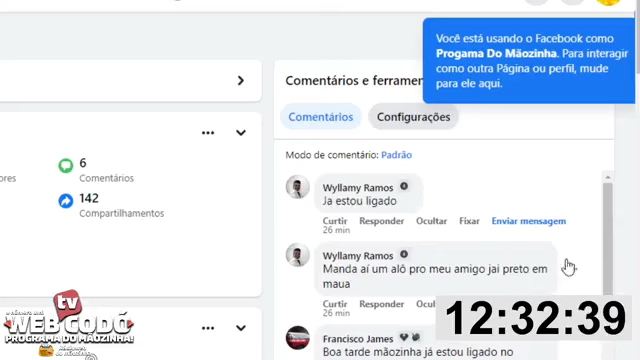 Você está usando o Facebook como
Progama Do Mãozinha. Para interagir
como outra Página ou perfil, mude
para ele aqui.
Comentários e ferramen
Comentários
Configurações
Modo de comentário: Padrão
6
Comentários
ores
142
Compartilhamentos
Wyllamy Ramos
Ja estou ligado
Curtir Responder Ocultar Fixar Enviar mensagem
26 min
Wyllamy Ramos
Manda aí um alô pro meu amigo jai preto em
maua
Curtir Responder Ocultar
26 min
12:32:39
Francisco James
Boa tarde mãozinha já estou ligado no
tv
WEB CODÓ
PROGRAMA DO MÃOZINHA!